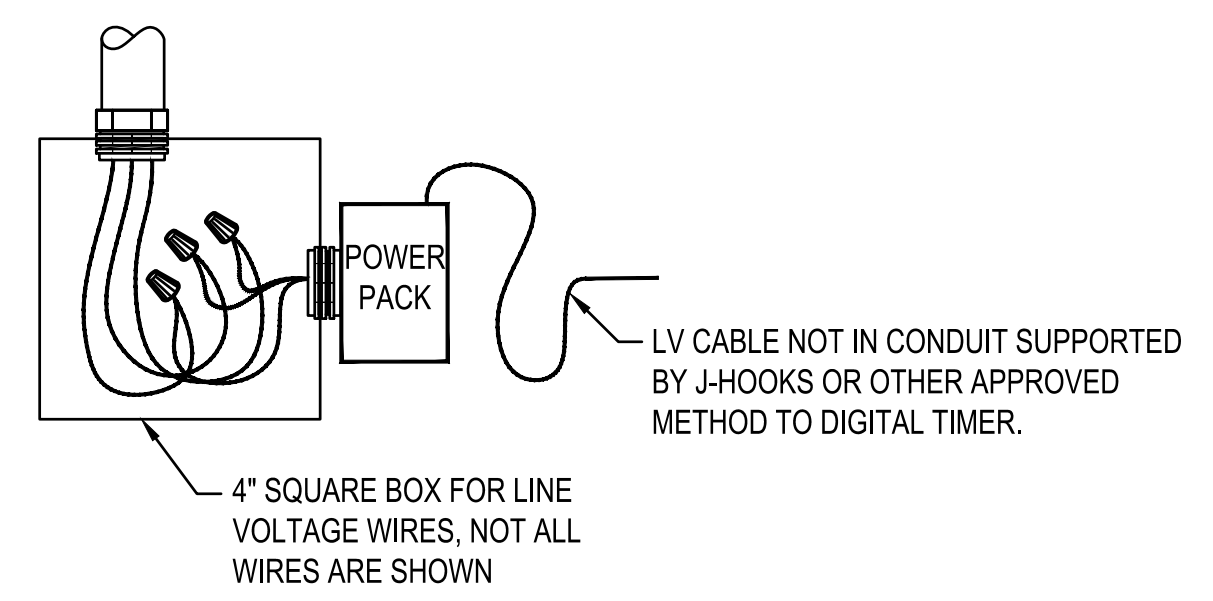 POWER
PACK
LV CABLE NOT IN CONDUIT SUPPORTED
BY J-HOOKS OR OTHER APPROVED
METHOD TO DIGITAL TIMER.
4" SQUARE BOX FOR LINE
VOLTAGE WIRES, NOT ALL
WIRES ARE SHOWN